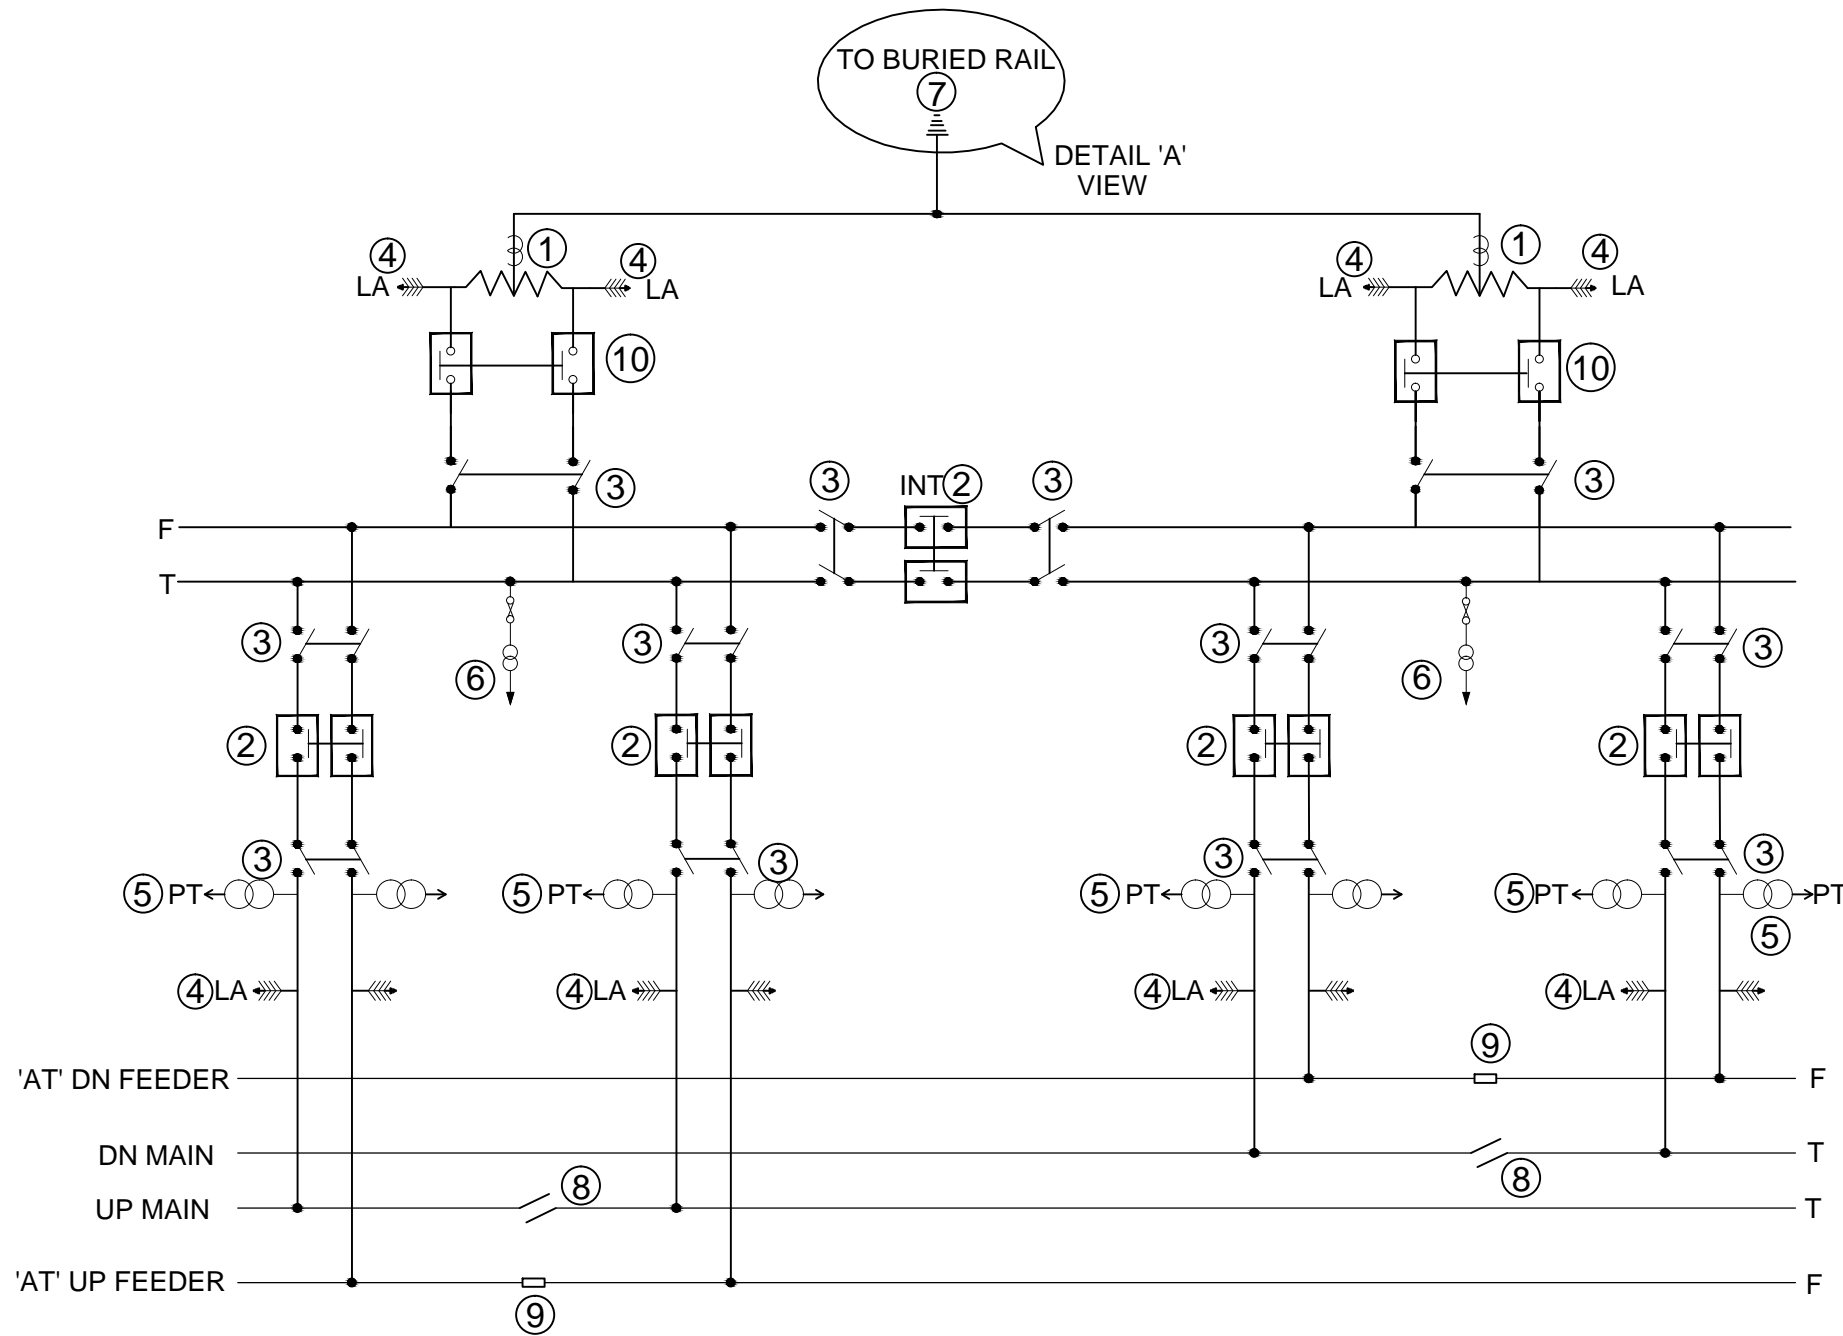 TO BURIED RAIL
7
DETAIL 'A'
VIEW
4 1 4 4 1 4
LA LA LA LA
10 10
3 3 INT 2 3 3
F
T
3 3 3 3
6 6
2 2 2 2
3 3 3 3
5 PT 5 PT 5 PT 5 PT PT
5
4 LA 4 LA 4 LA 4 LA
9
'AT' DN FEEDER F
DN MAIN T
8 8
UP MAIN T
'AT' UP FEEDER F
9